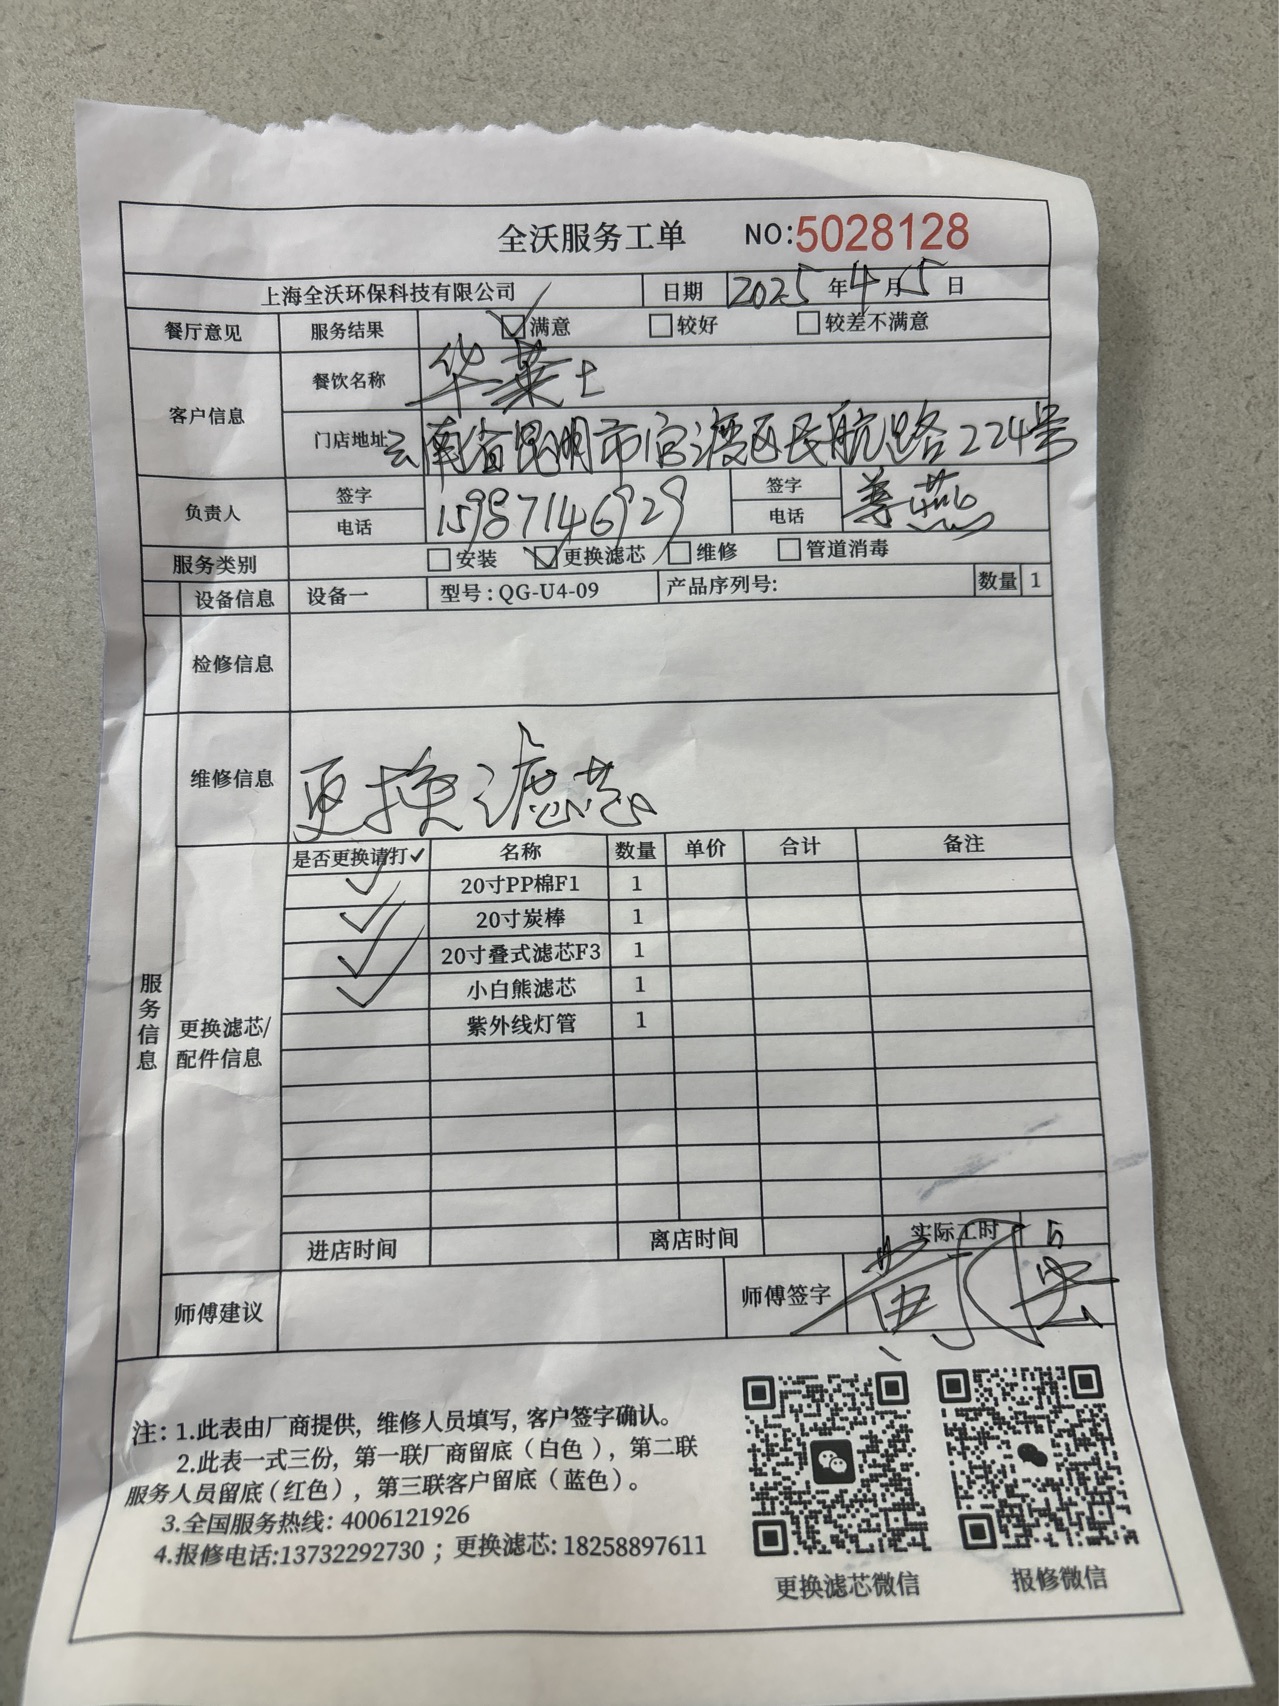 全沃服务工单 NO:5028128
上海全沃环保科技有限公司 日期 2025年4月5日
餐厅意见 服务结果 ☑满意 □较好 □较差不满意
客户信息 餐饮名称 华莱士
门店地址 云南省昆明市官渡区民航路224号
负责人 签字 签字
电话 15987146929 电话
服务类别 □安装 ☑更换滤芯 □维修 □管道消毒
设备信息 设备一 型号:QG-U4-09 产品序列号: 数量 1
检修信息
维修信息 更换滤芯
服务信息
更换滤芯/配件信息
是否更换请打✓ 名称 数量 单价 合计 备注
✓ 20寸PP棉F1 1
✓ 20寸炭棒 1
✓ 20寸叠式滤芯F3 1
✓ 小白熊滤芯 1
紫外线灯管 1
进店时间 离店时间 实际工时
师傅建议 师傅签字
注:1.此表由厂商提供,维修人员填写,客户签字确认。
2.此表一式三份,第一联厂商留底(白色),第二联
服务人员留底(红色),第三联客户留底(蓝色)。
3.全国服务热线:4006121926
4.报修电话:13732292730;更换滤芯:18258897611
更换滤芯微信 报修微信